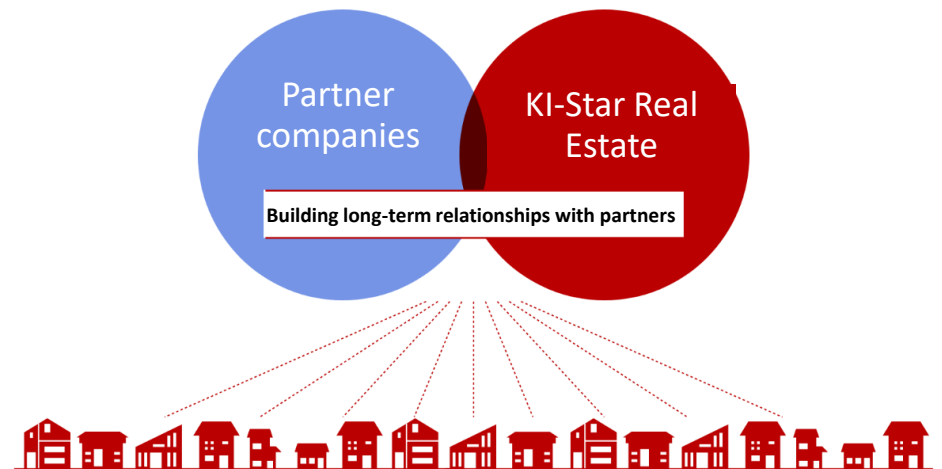 Partner
companies
KI-Star Real
Estate
Building long-term relationships with partners